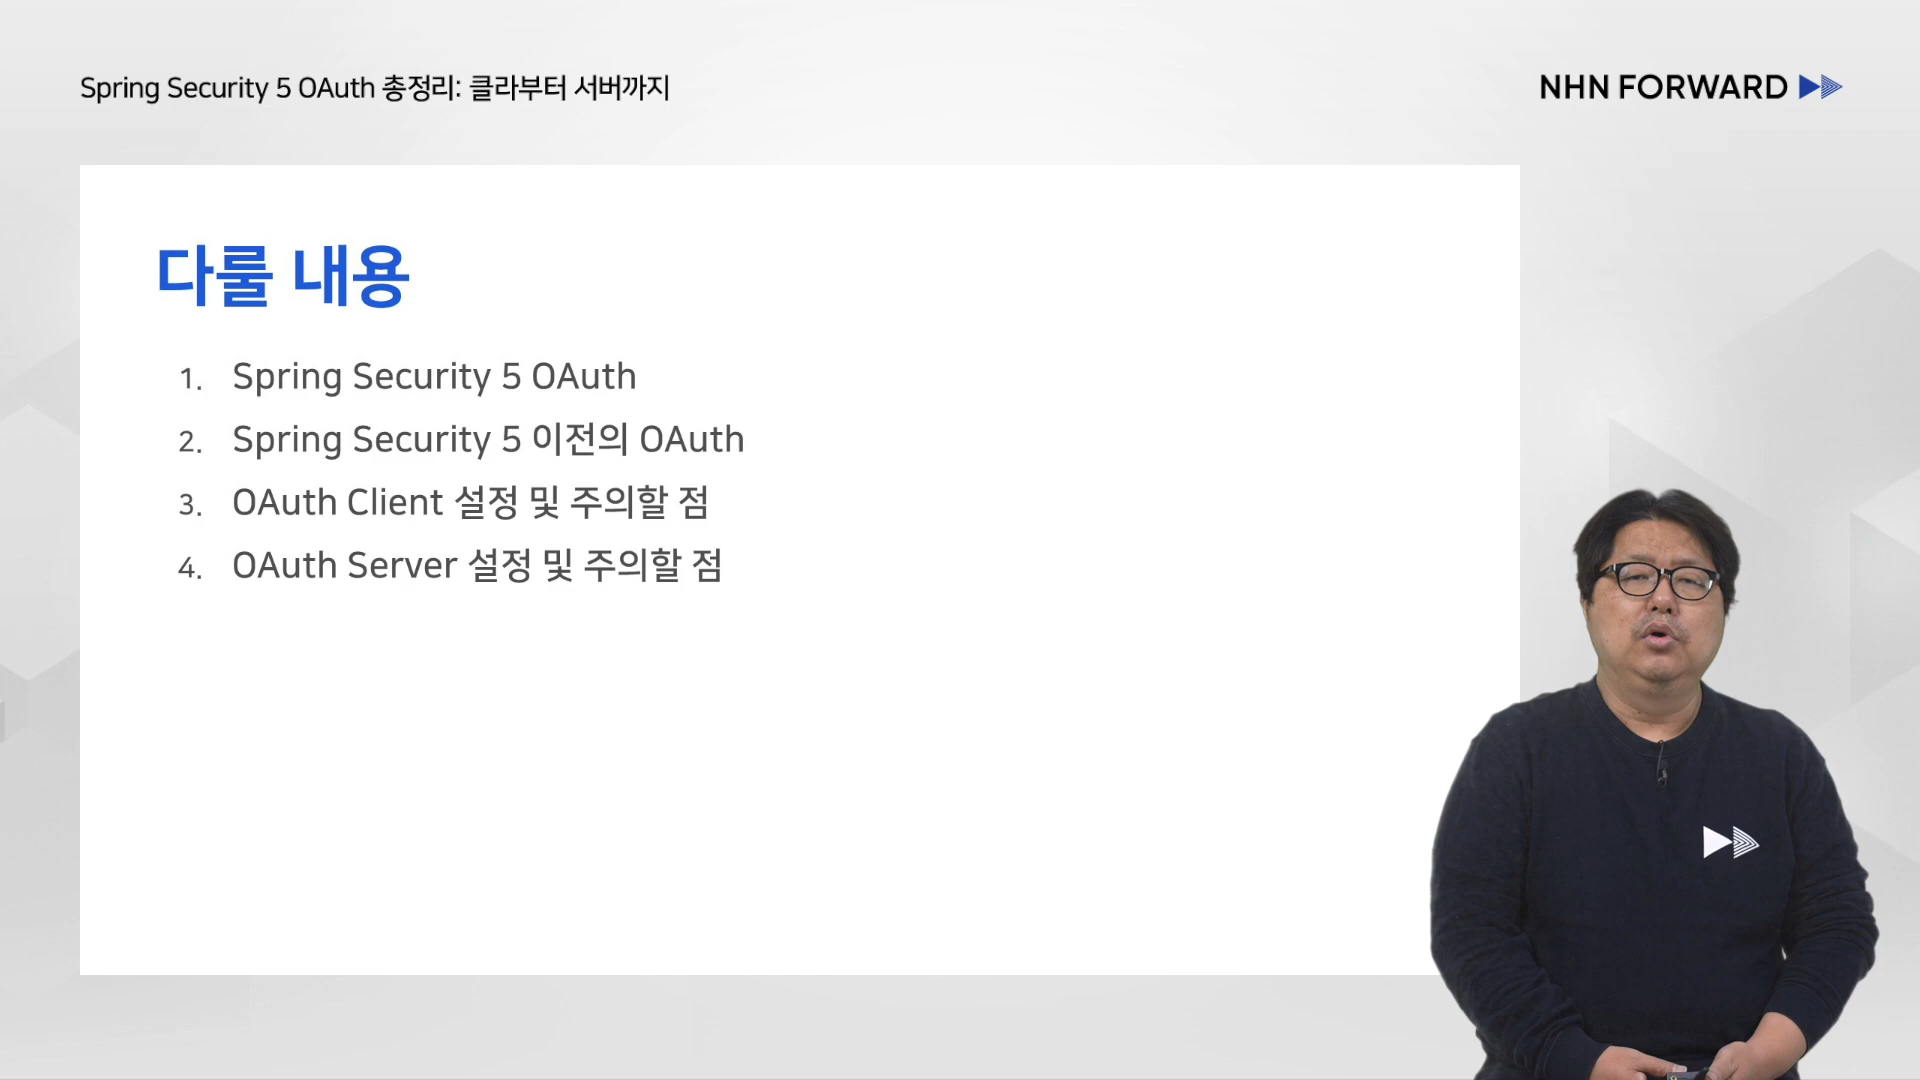 Spring Security 5 OAuth 총정리: 클라부터 서버까지
NHN FORWARD
다룰 내용
1. Spring Security 5 OAuth
2. Spring Security 5 이전의 OAuth
3. OAuth Client 설정 및 주의할 점
4. OAuth Server 설정 및 주의할 점